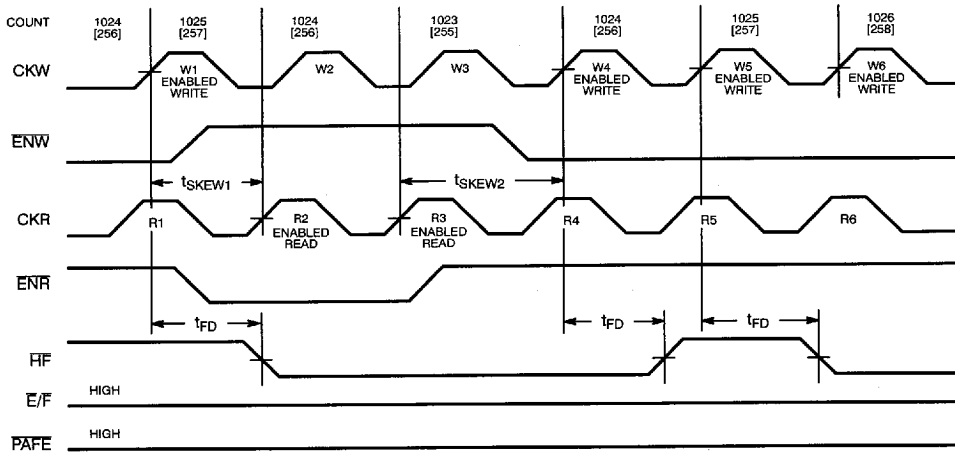 COUNT 1024 1025 1024 1023 1024 1025 1026
[256] [257] [256] [255] [256] [257] [258]
CKW W1 W2 W3 W4 W5 W6
ENABLED ENABLED ENABLED ENABLED
WRITE WRITE WRITE WRITE
ENW
tSKEW1 tSKEW2
CKR R1 R2 R3 R4 R5 R6
ENABLED ENABLED
READ READ
ENR
tFD tFD tFD
HF
HIGH
E/F
HIGH
PAFE